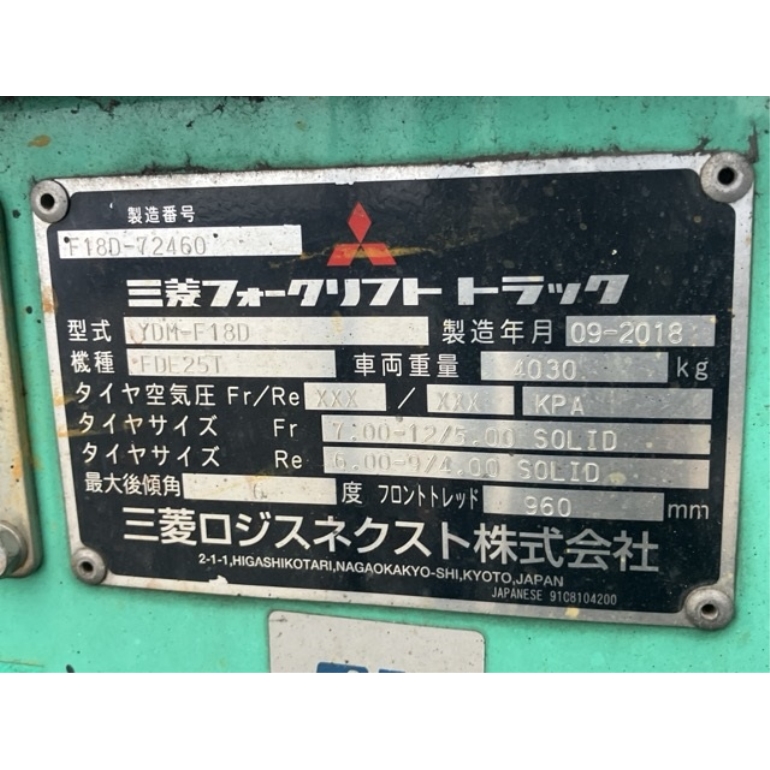 製造番号
F18D-72460
三菱フォークリフト トラック
型式 YDM-F18D 製造年月 09-2018
機種 FDE25T 車両重量 4030 kg
タイヤ空気圧 Fr/Re XXX / XXX KPA
タイヤサイズ Fr 7.00-12/5.00 SOLID
タイヤサイズ Re 6.00-9/4.00 SOLID
最大後傾角 6 度 フロントトレッド 960 mm
三菱ロジスネクスト株式会社
2-1-1,HIGASHIKOTARI,NAGAOKAKYO-SHI,KYOTO,JAPAN
JAPANESE 91C8104200